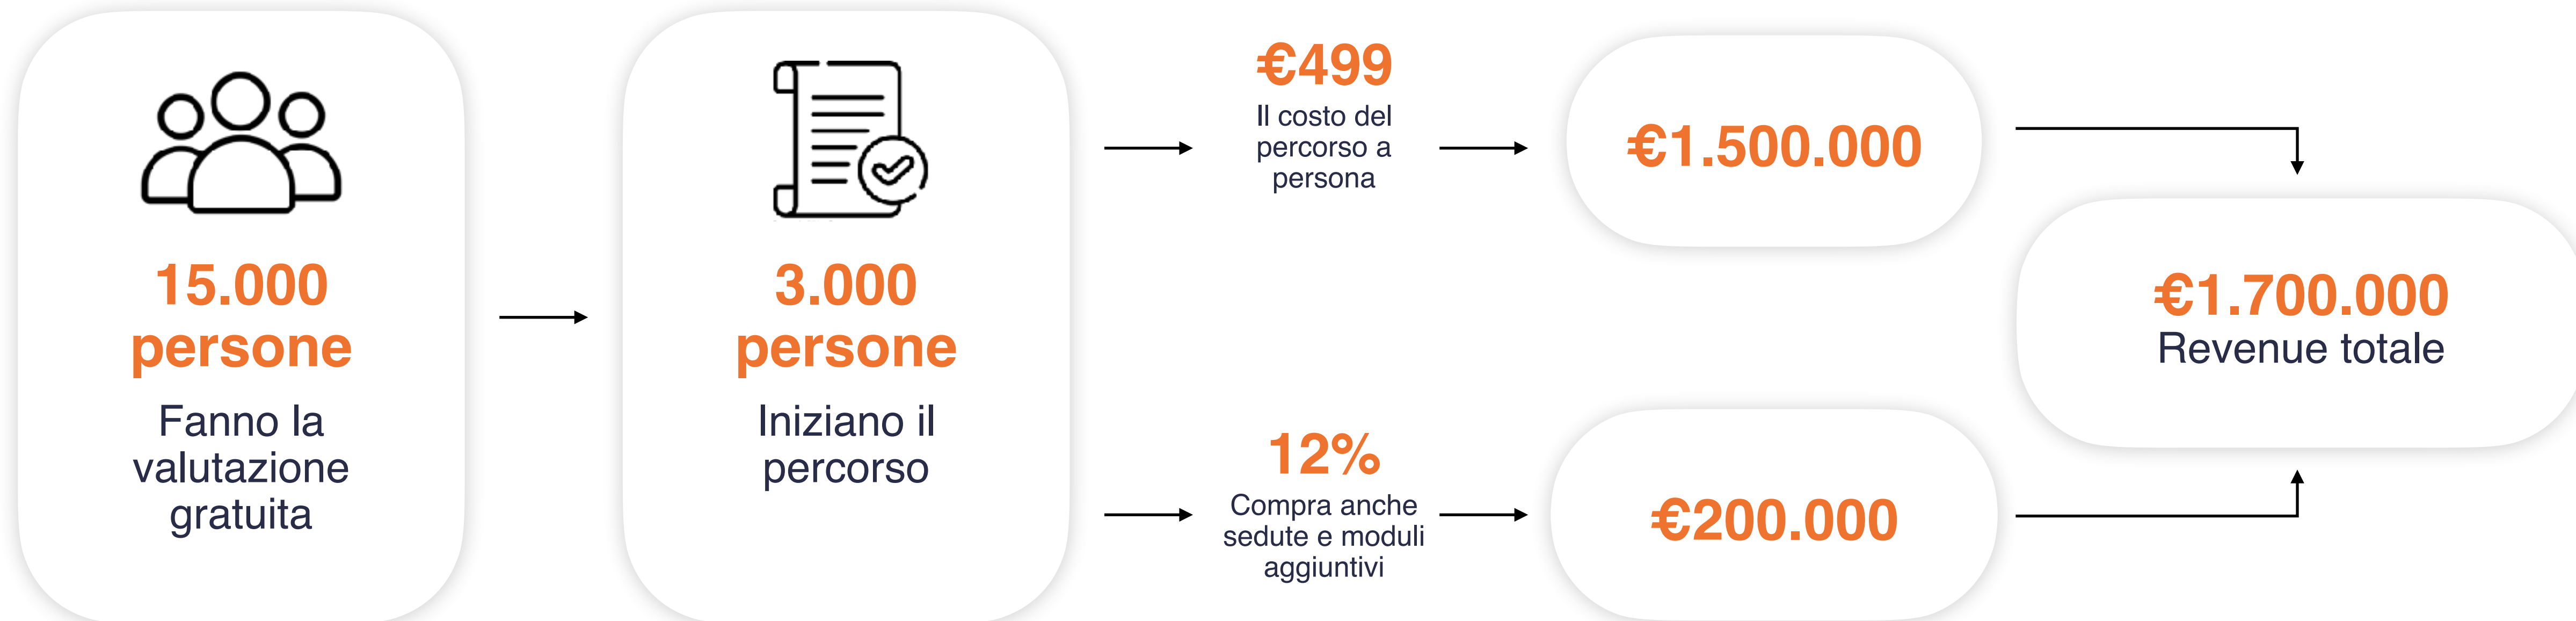 15.000
persone
Fanno la
valutazione
gratuita
3.000
persone
Iniziano il
percorso
€499
Il costo del
percorso a
persona
€1.500.000
12%
Compra anche
sedute e moduli
aggiuntivi
€200.000
€1.700.000
Revenue totale